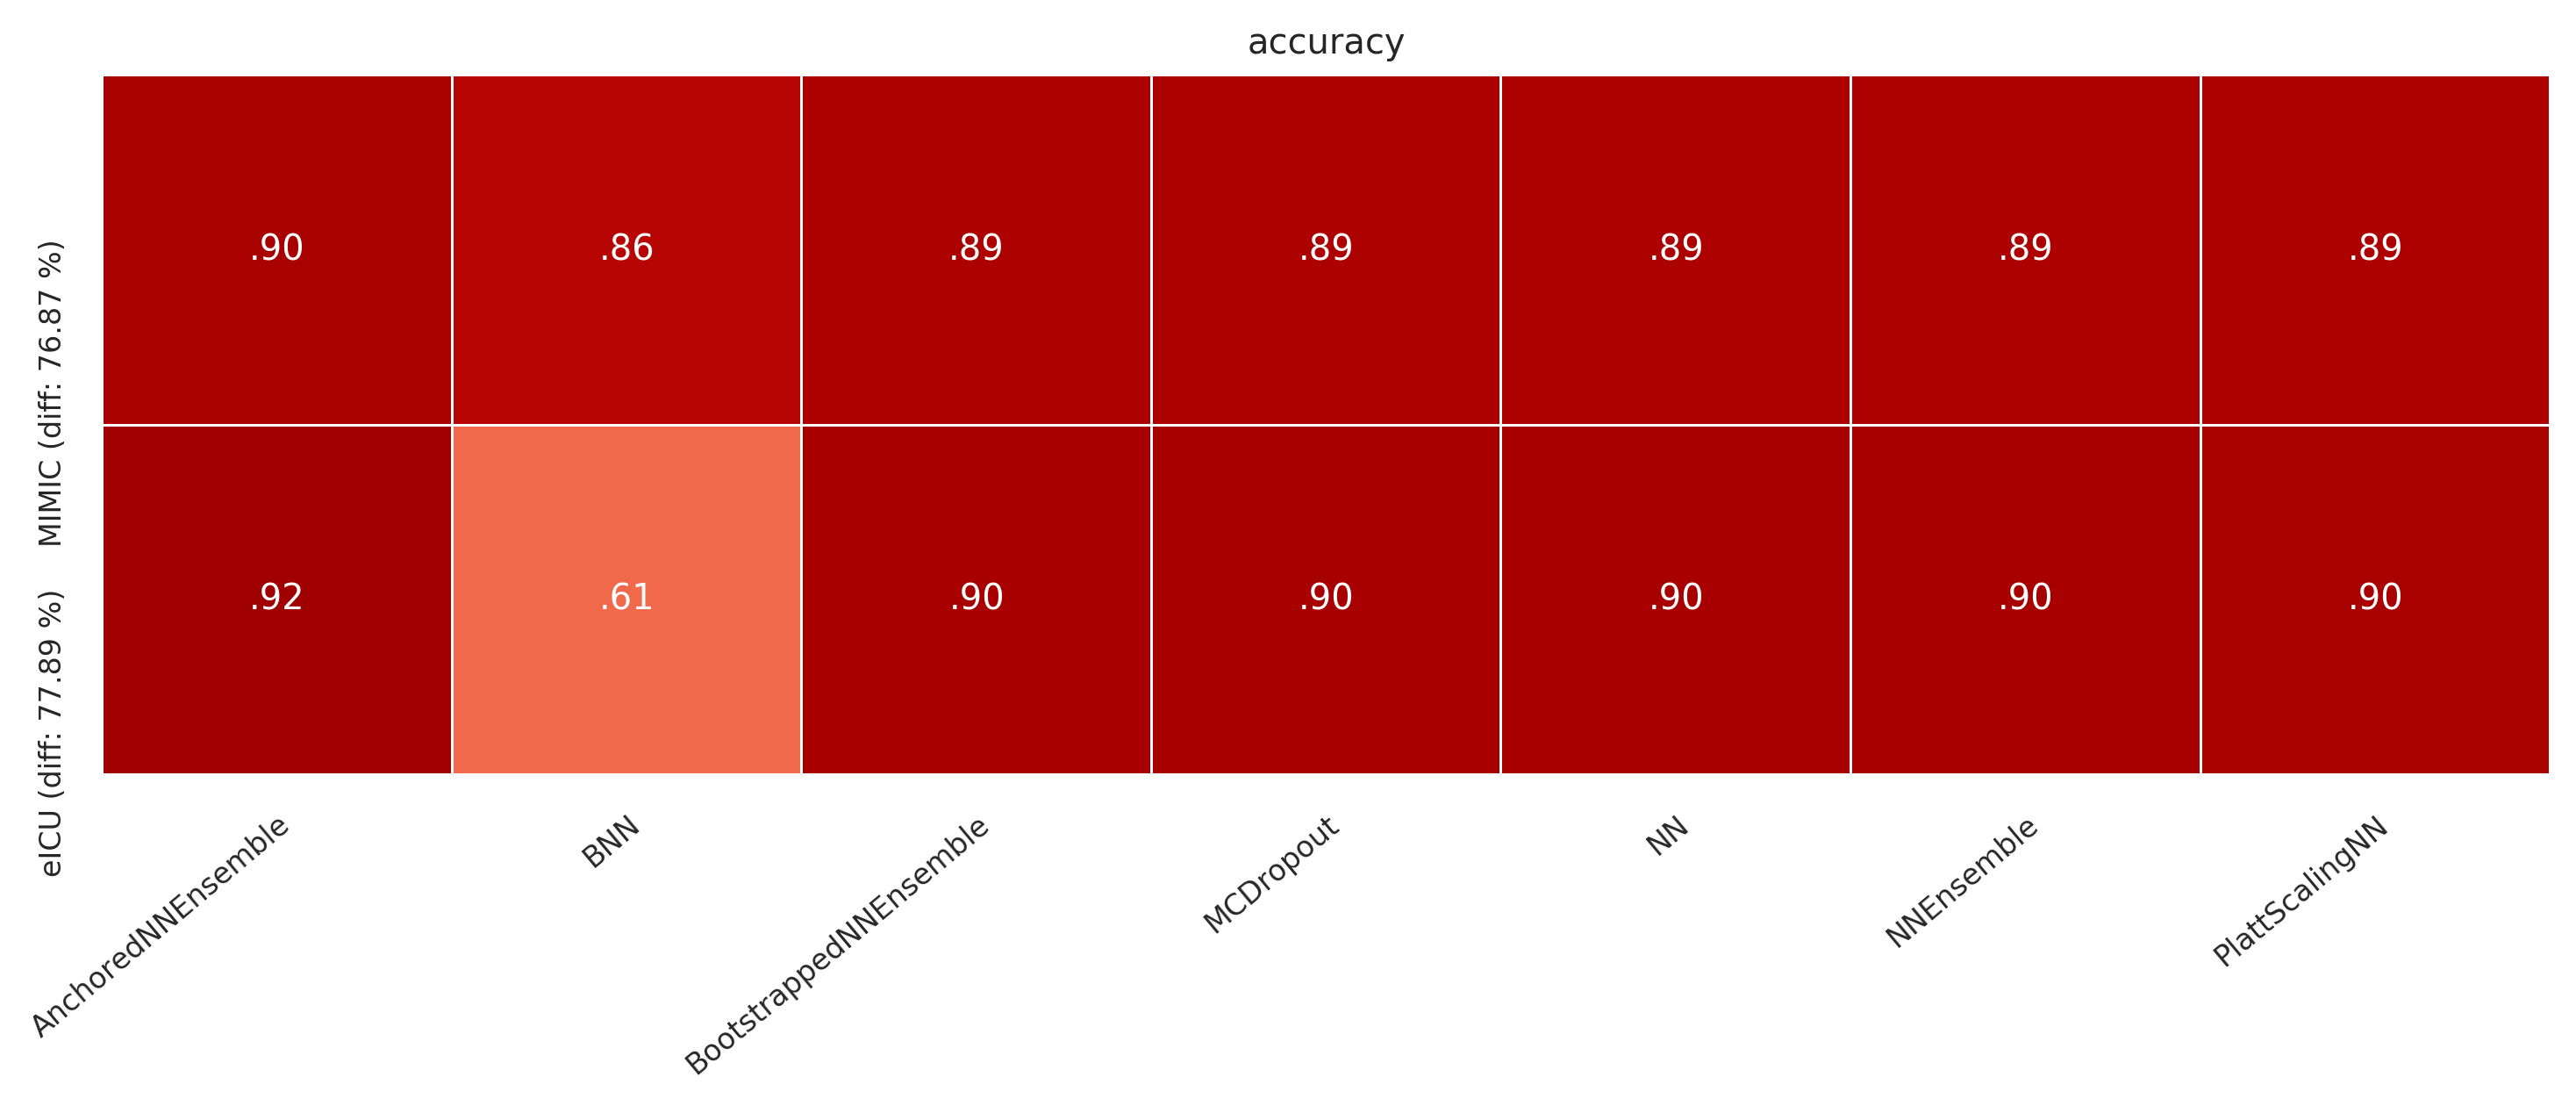 accuracy
MIMIC (diff: 76.87 %)
.90 .86 .89 .89 .89 .89 .89
eICU (diff: 77.89 %)
.92 .61 .90 .90 .90 .90 .90
AnchoredNNEnsemble
BNN
BootstrappedNNEnsemble
MCDropout
NN
NNEnsemble
PlattScalingNN